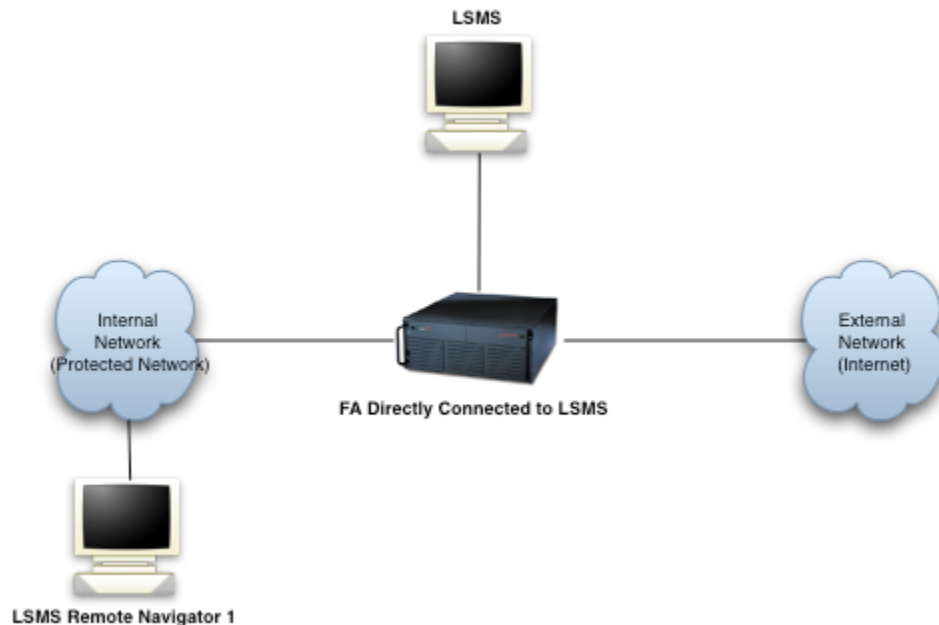 LSMS
Internal
Network
(Protected Network)
External
Network
(Internet)
FA Directly Connected to LSMS
LSMS Remote Navigator 1